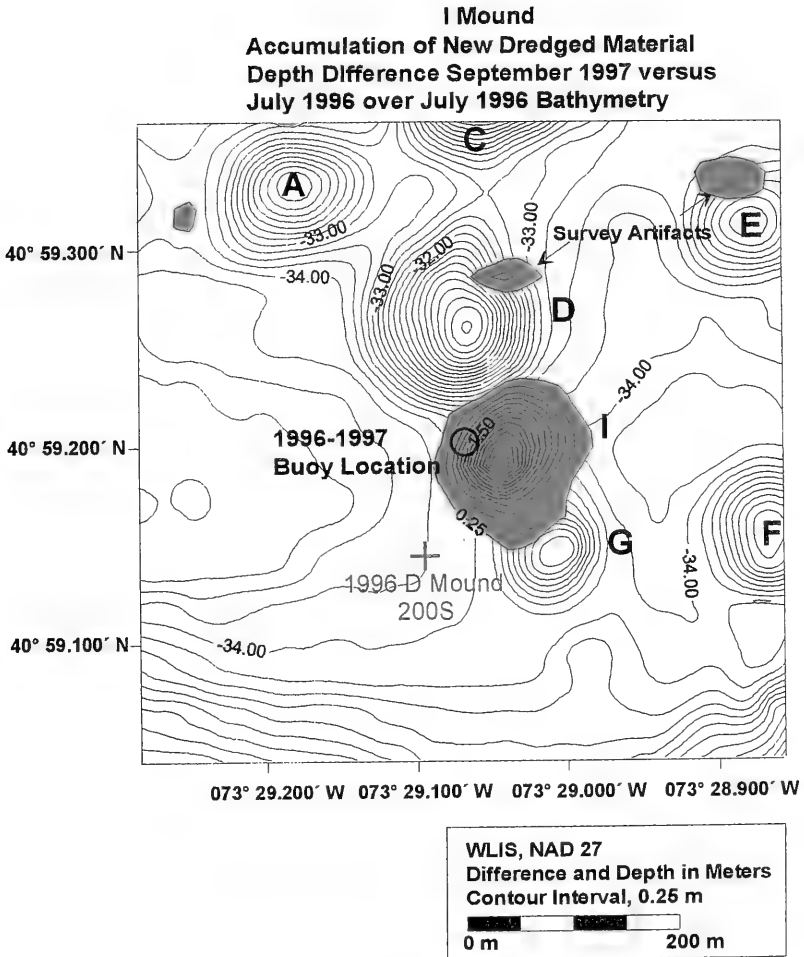 I Mound
Accumulation of New Dredged Material
Depth Difference September 1997 versus
July 1996 over July 1996 Bathymetry
C
A
E
-33.00
-33.00
Survey Artifacts
40° 59.300´ N
-32.00
-34.00
-33.00
D
-34.00
I
1.50
1996-1997
40° 59.200´ N
Buoy Location
0.25
F
G
-34.00
1996 D Mound
200S
40° 59.100´ N
-34.00
073° 29.200´ W 073° 29.100´ W 073° 29.000´ W 073° 28.900´ W
WLIS, NAD 27
Difference and Depth in Meters
Contour Interval, 0.25 m
0 m 200 m